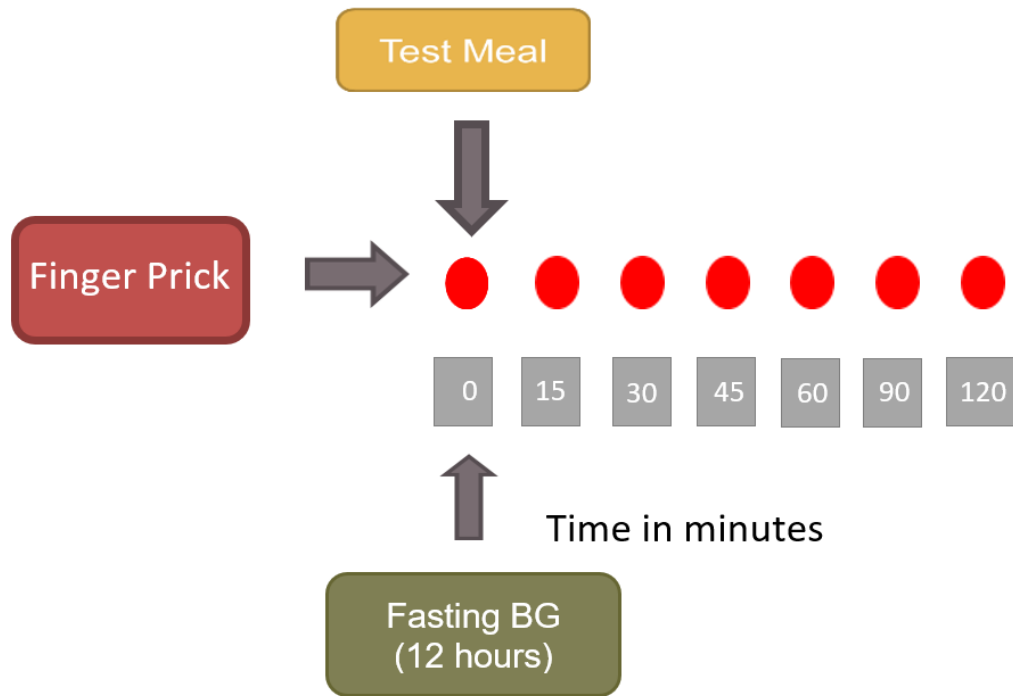 Test Meal
Finger Prick
0 15 30 45 60 90 120
Time in minutes
Fasting BG
(12 hours)